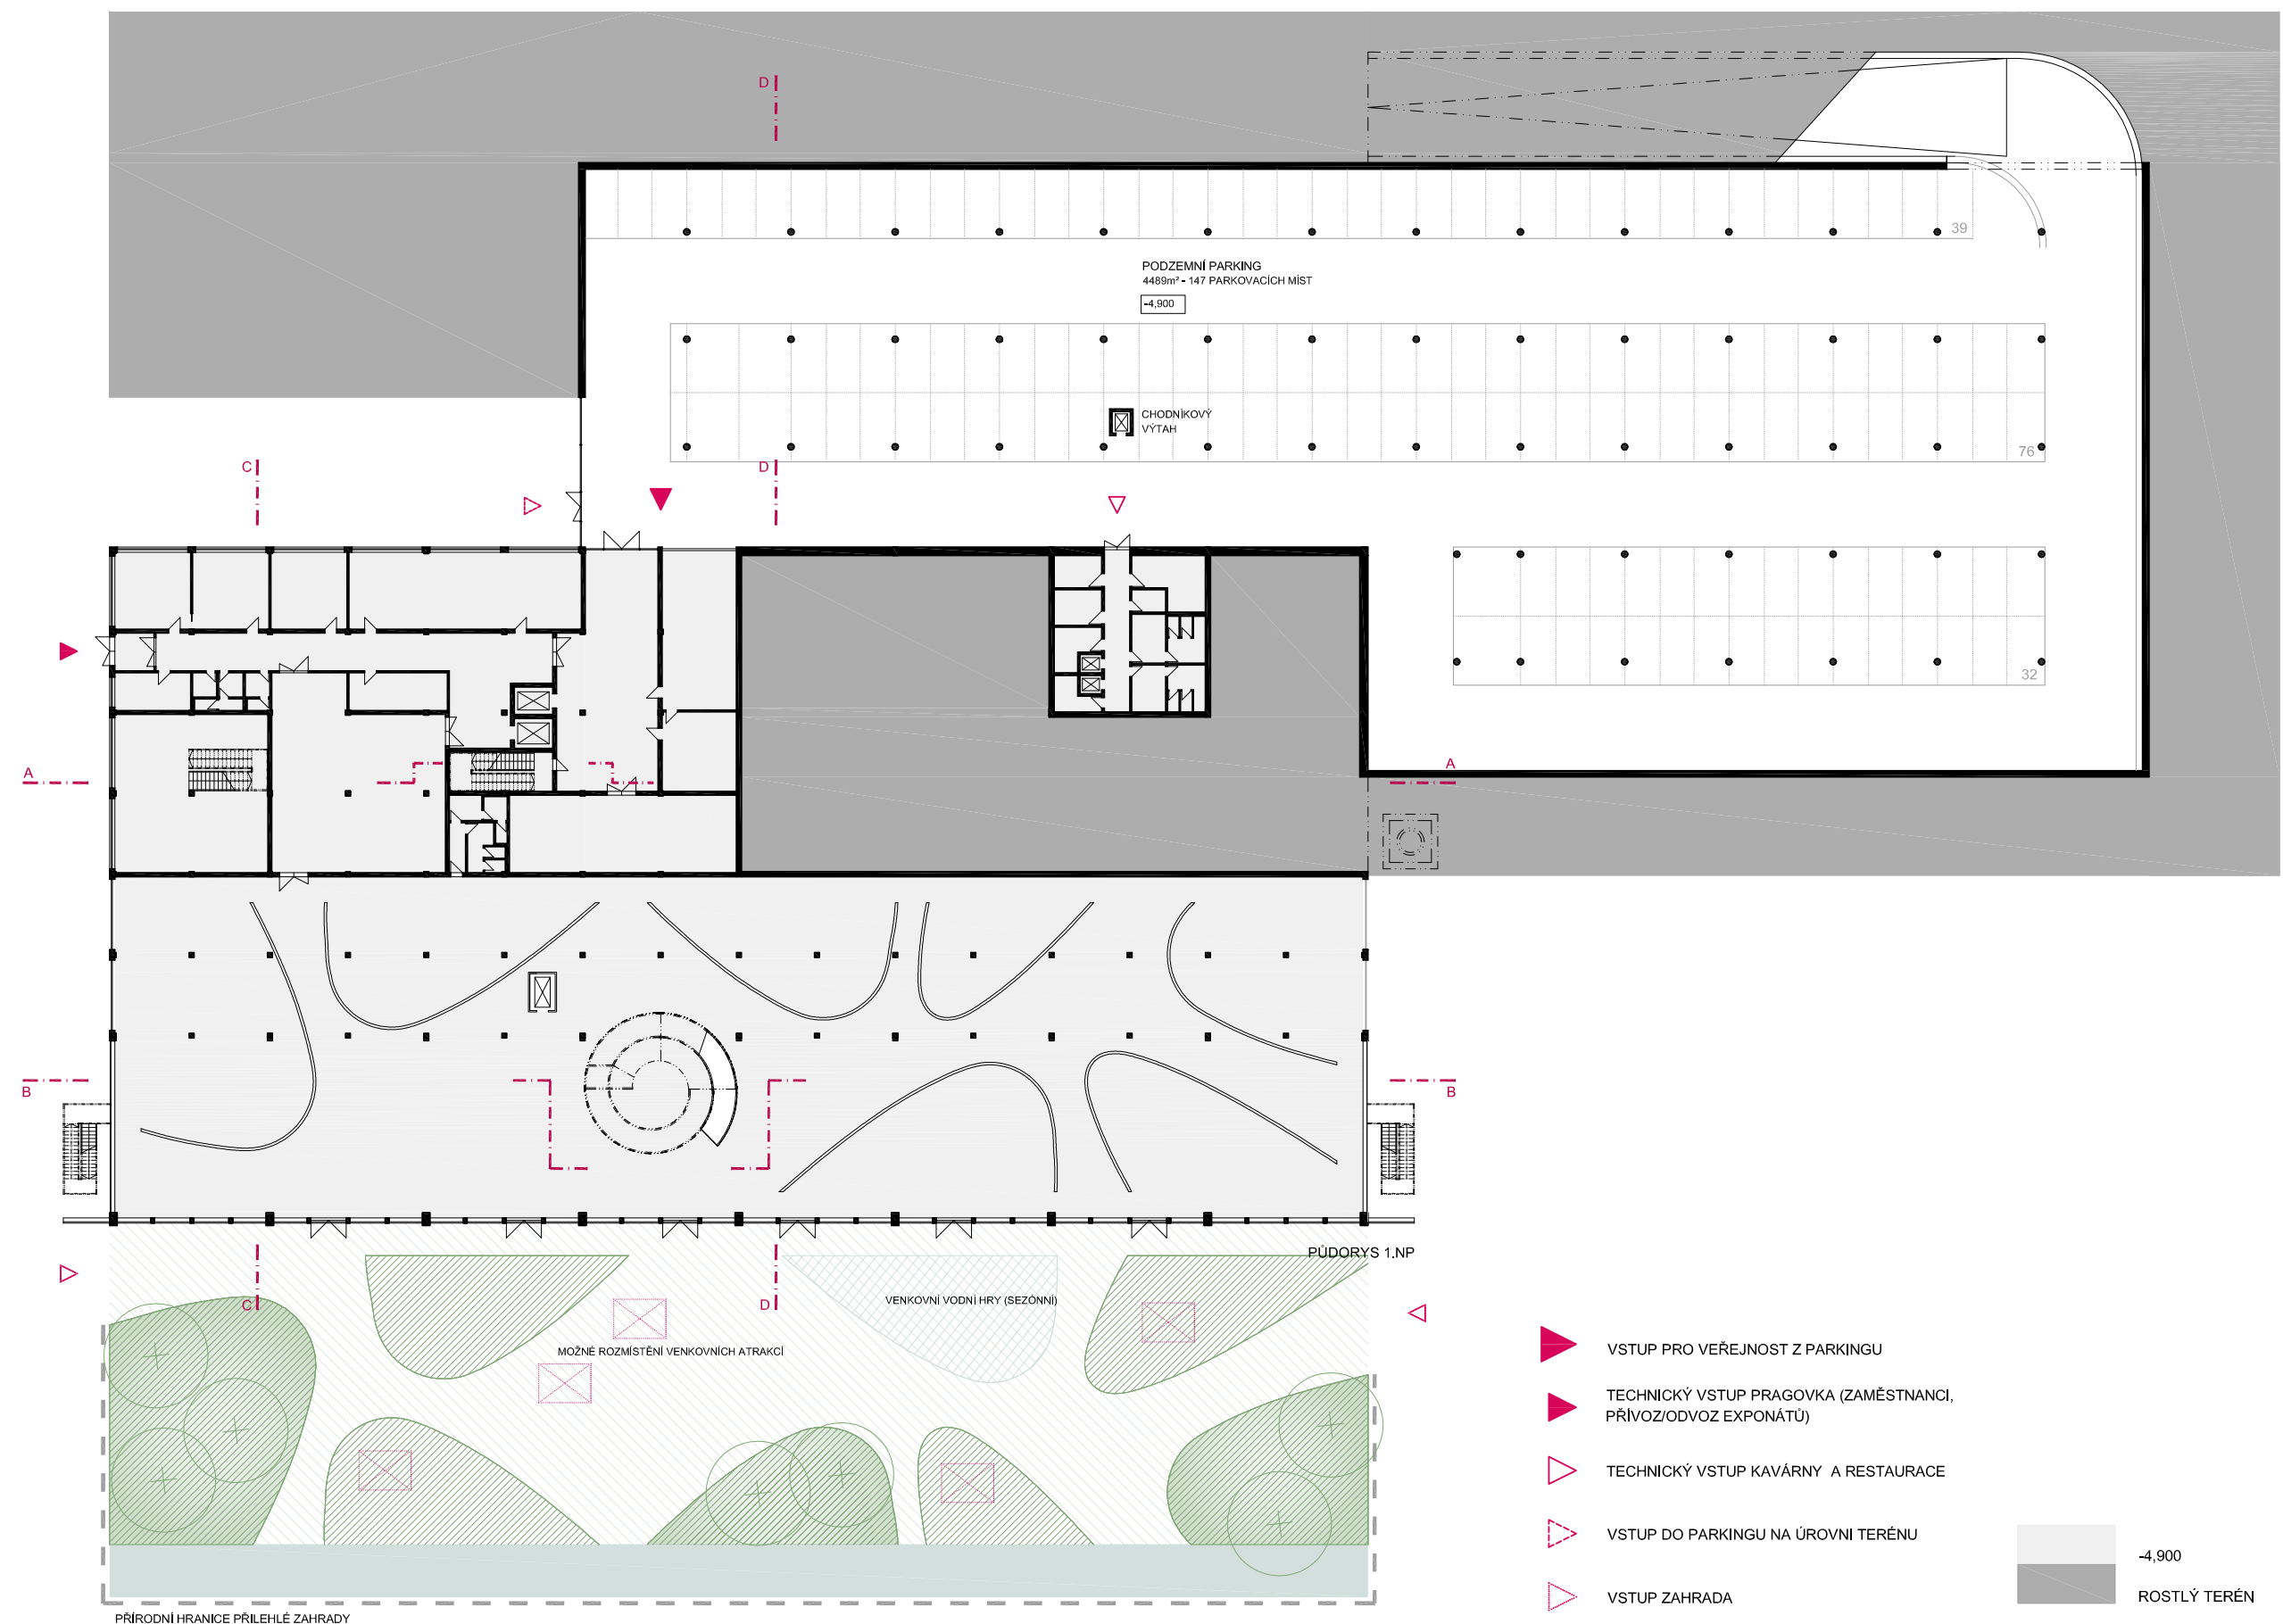 D
39
PODZEMNÍ PARKING
4489m² - 147 PARKOVACÍCH MÍST
-4,900
CHODNÍKOVÝ
VÝTAH
76
C
D
32
A
A
B
B
PŮDORYS 1.NP
C
D
VENKOVNÍ VODNÍ HRY (SEZÓNNÍ)
MOŽNÉ ROZMÍSTĚNÍ VENKOVNÍCH ATRAKCÍ
VSTUP PRO VEŘEJNOST Z PARKINGU
TECHNICKÝ VSTUP PRAGOVKA (ZAMĚSTNANCI,
PŘÍVOZ/ODVOZ EXPONÁTŮ)
TECHNICKÝ VSTUP KAVÁRNY A RESTAURACE
VSTUP DO PARKINGU NA ÚROVNI TERÉNU
VSTUP ZAHRADA
-4,900
ROSTLÝ TERÉN
PŘÍRODNÍ HRANICE PŘILEHLÉ ZAHRADY